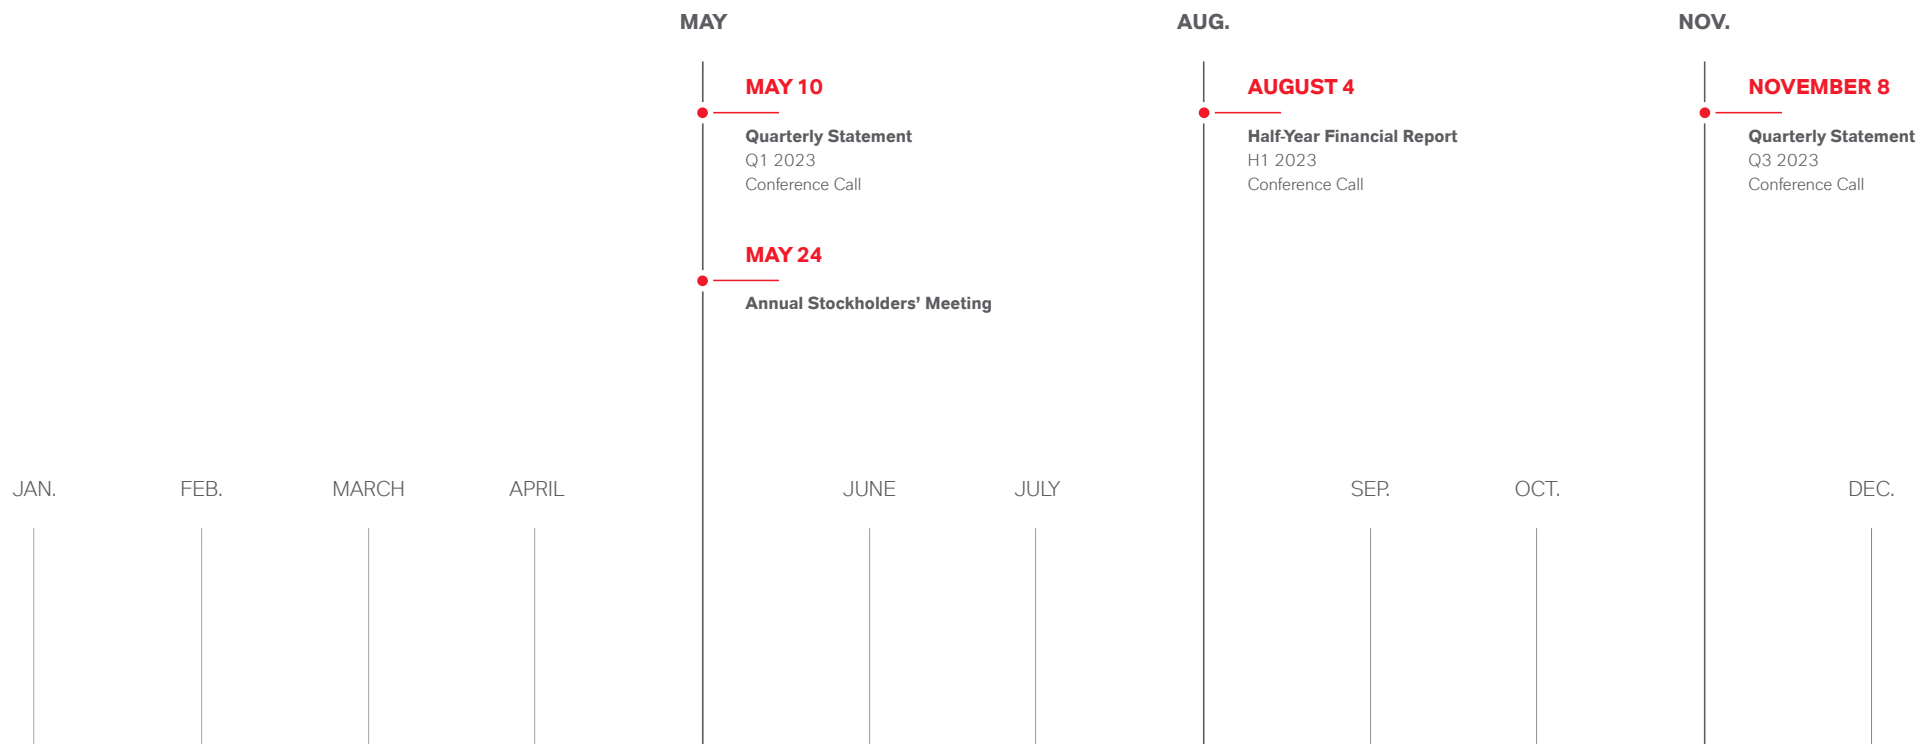 MAY
AUG.
NOV.
MAY 10
Quarterly Statement
Q1 2023
Conference Call
MAY 24
Annual Stockholders’ Meeting
AUGUST 4
Half-Year Financial Report
H1 2023
Conference Call
NOVEMBER 8
Quarterly Statement
Q3 2023
Conference Call
JAN.
FEB.
MARCH
APRIL
JUNE
JULY
SEP.
OCT.
DEC.